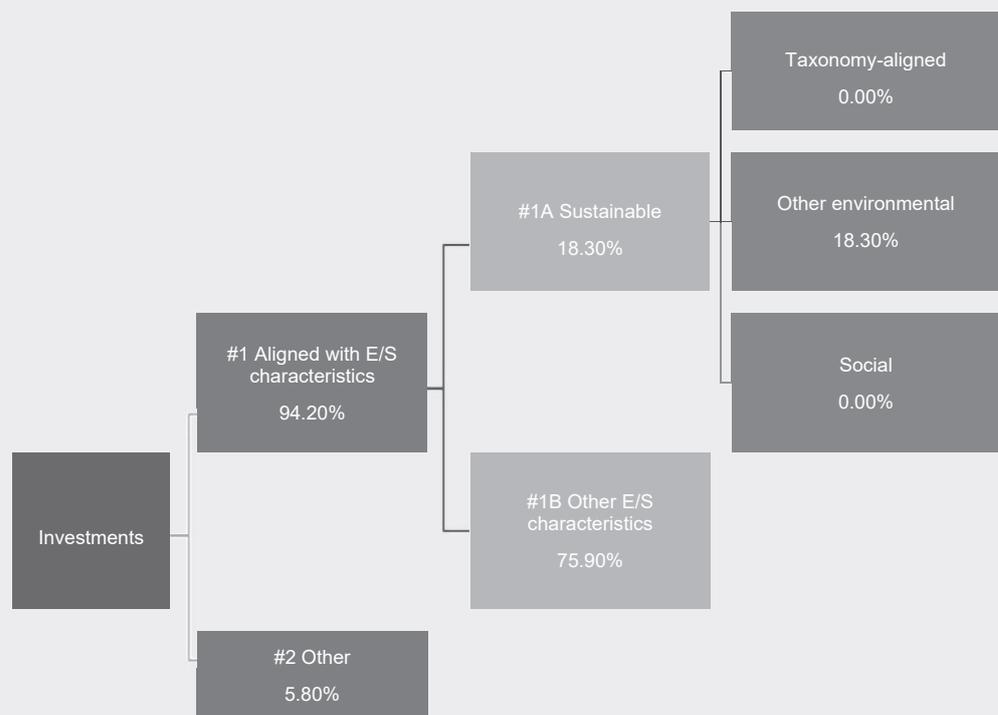 Taxonomy-aligned
0.00%
#1A Sustainable
18.30%
Other environmental
18.30%
#1 Aligned with E/S
characteristics
94.20%
Social
0.00%
Investments
#1B Other E/S
characteristics
75.90%
#2 Other
5.80%